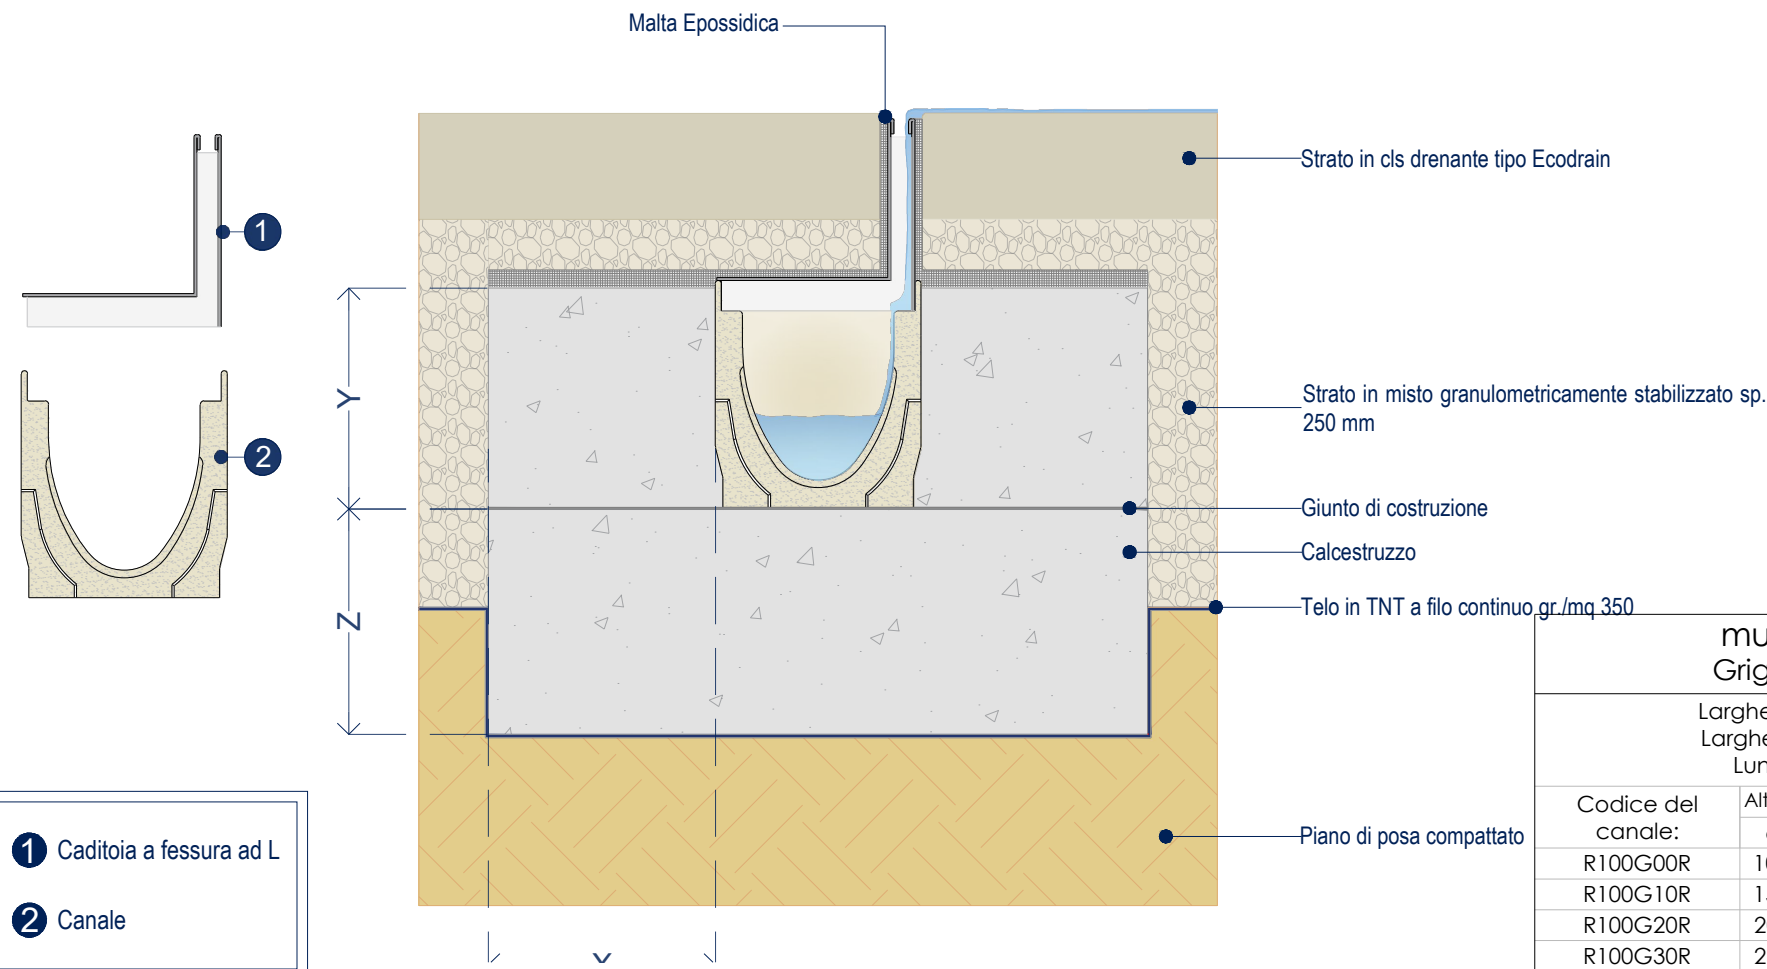 Malta Epossidica
Strato in cls drenante tipo Ecodrain
1
2
Y
Z
X
Strato in misto granulometricamente stabilizzato sp.
250 mm
Giunto di costruzione
Calcestruzzo
Telo in TNT a filo continuo gr./mq 350
Piano di posa compattato
1 Caditoia a fessura ad L
2 Canale
Codice del
canale:
R100G00R
R100G10R
R100G20R
R100G30R